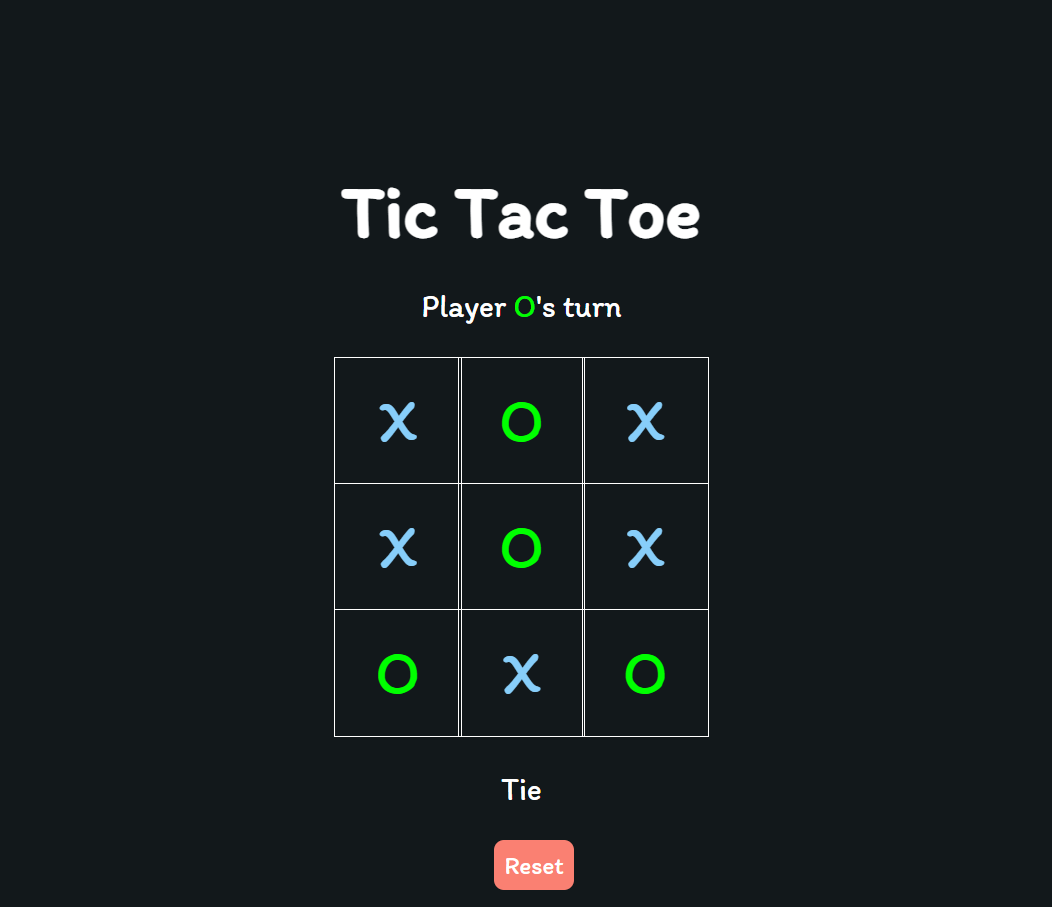 Tic Tac Toe
Player O's turn
X O X
X O X
O X O
Tie
Reset